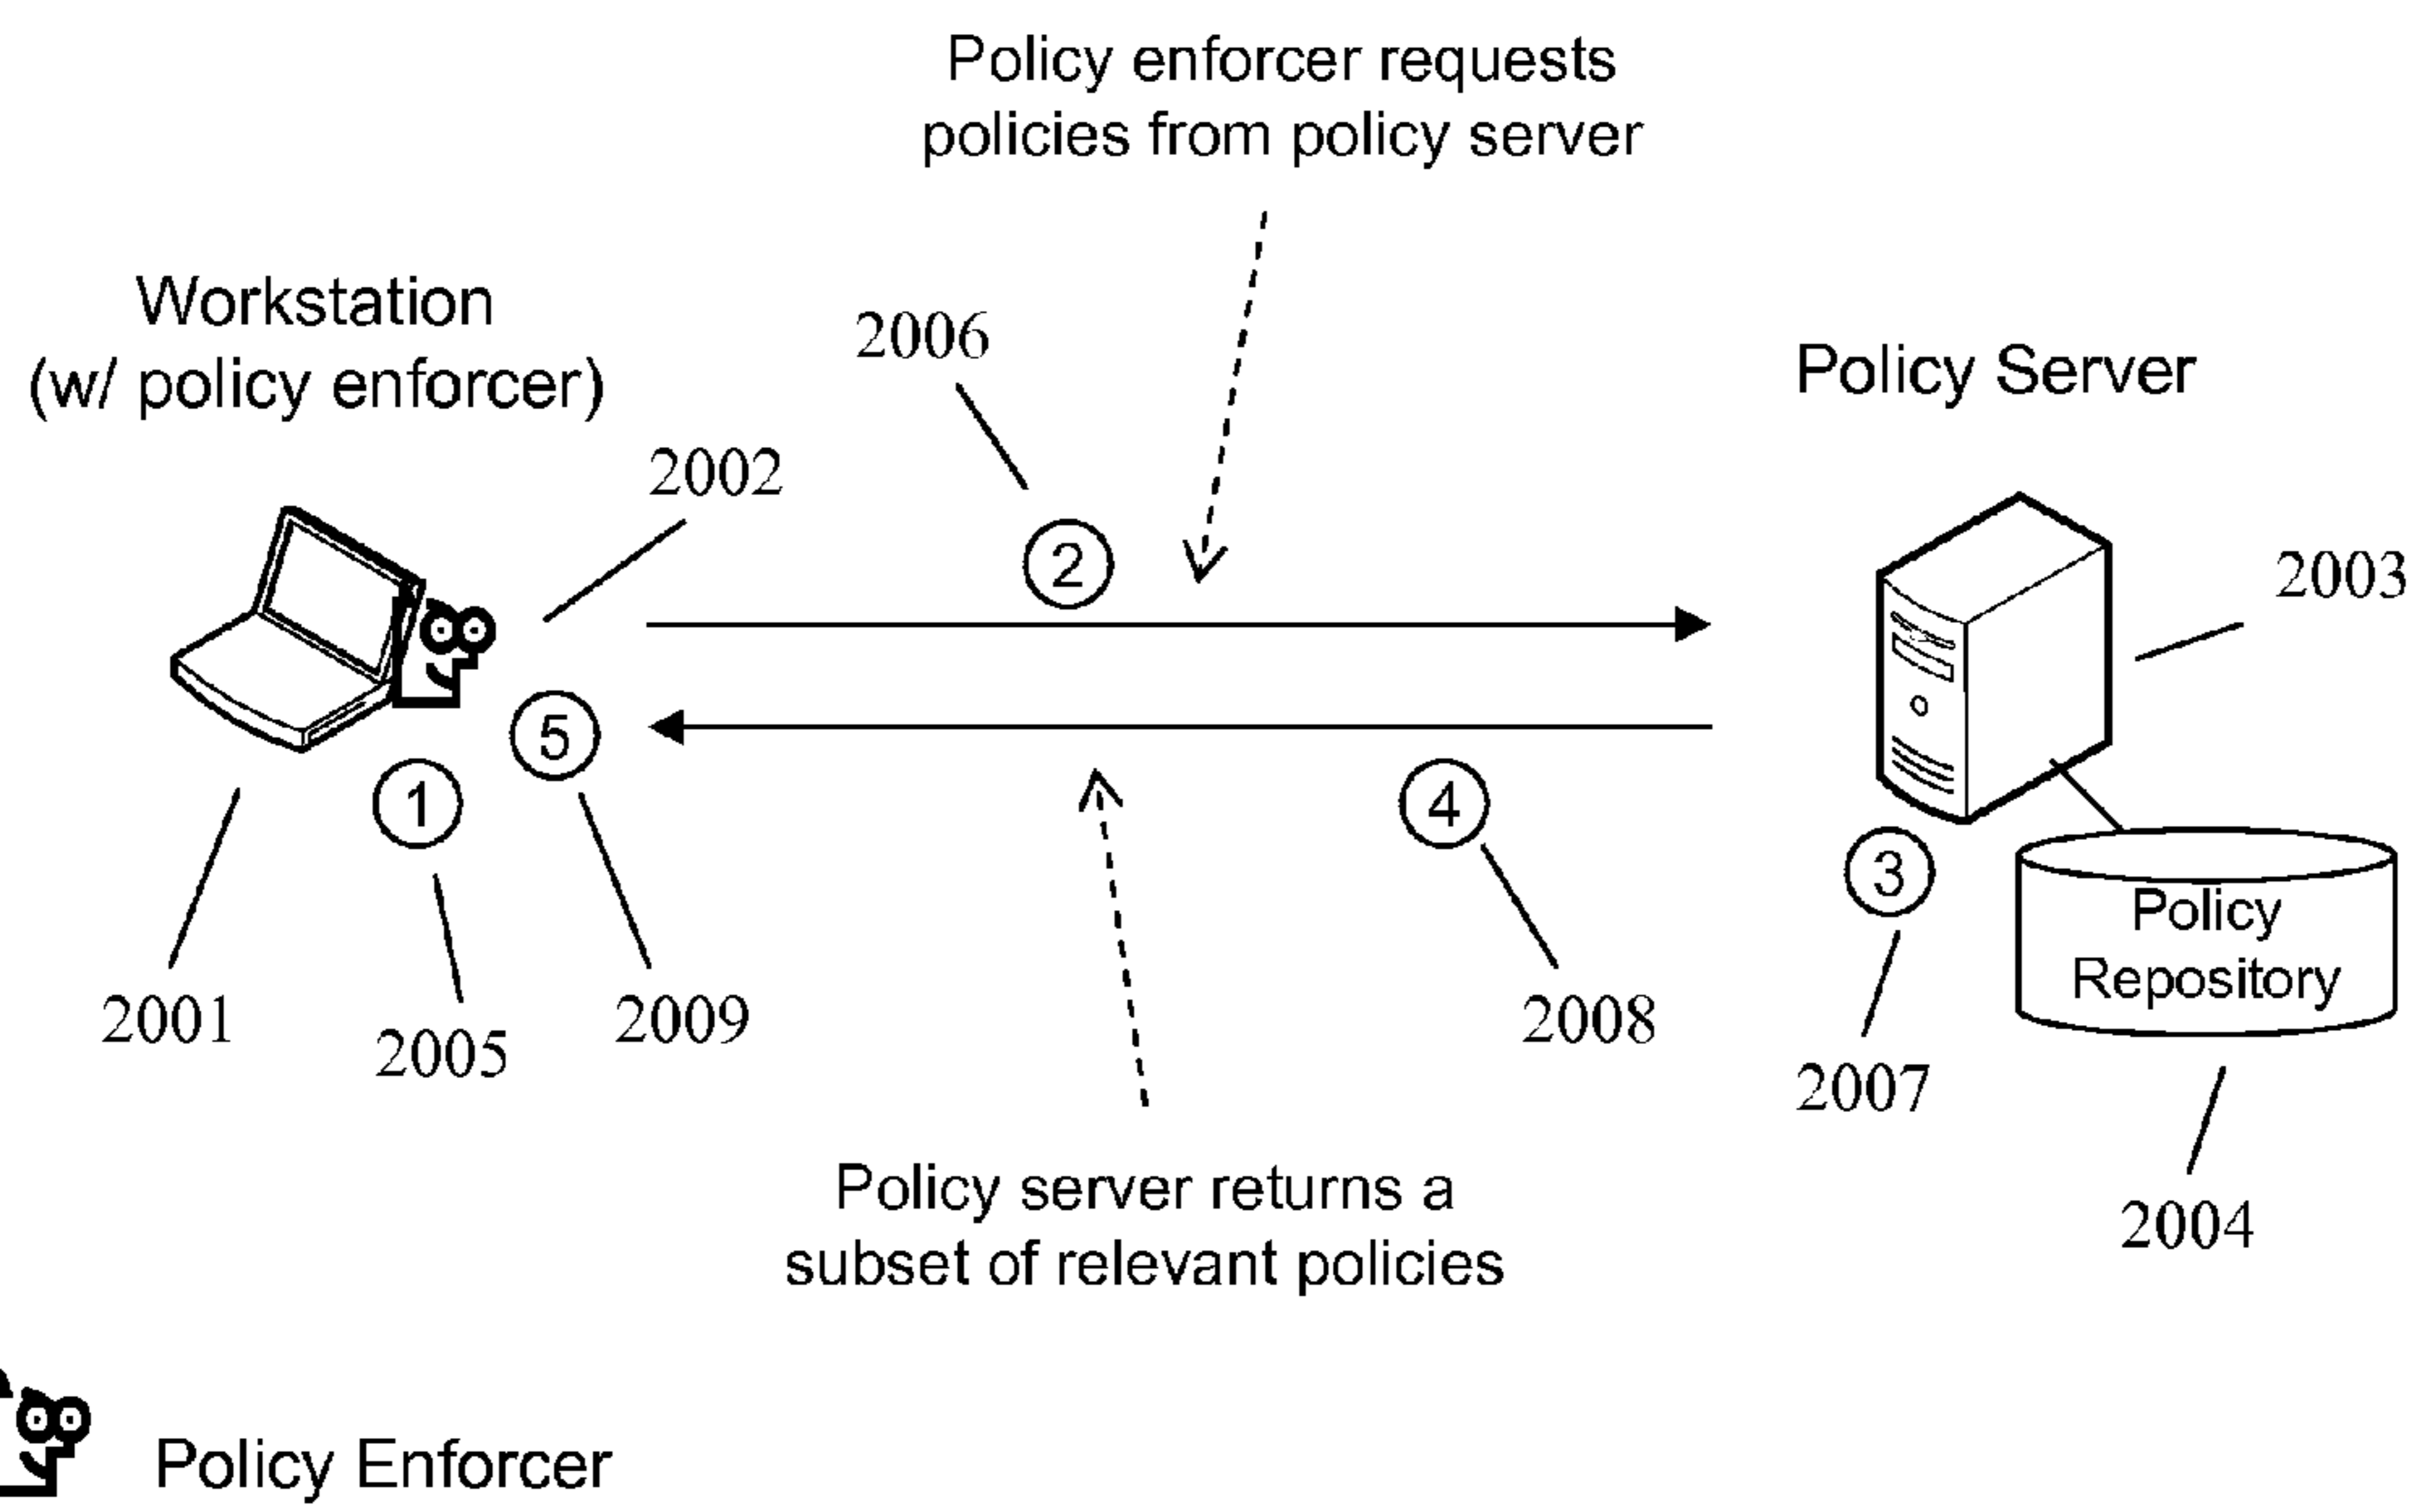 Policy enforcer requests
policies from policy server
Workstation
(w/ policy enforcer)
2006
Policy Server
2002
2003
2
5
1
4
3
Policy
Repository
2001
2005
2009
2008
2007
2004
Policy server returns a
subset of relevant policies
Policy Enforcer